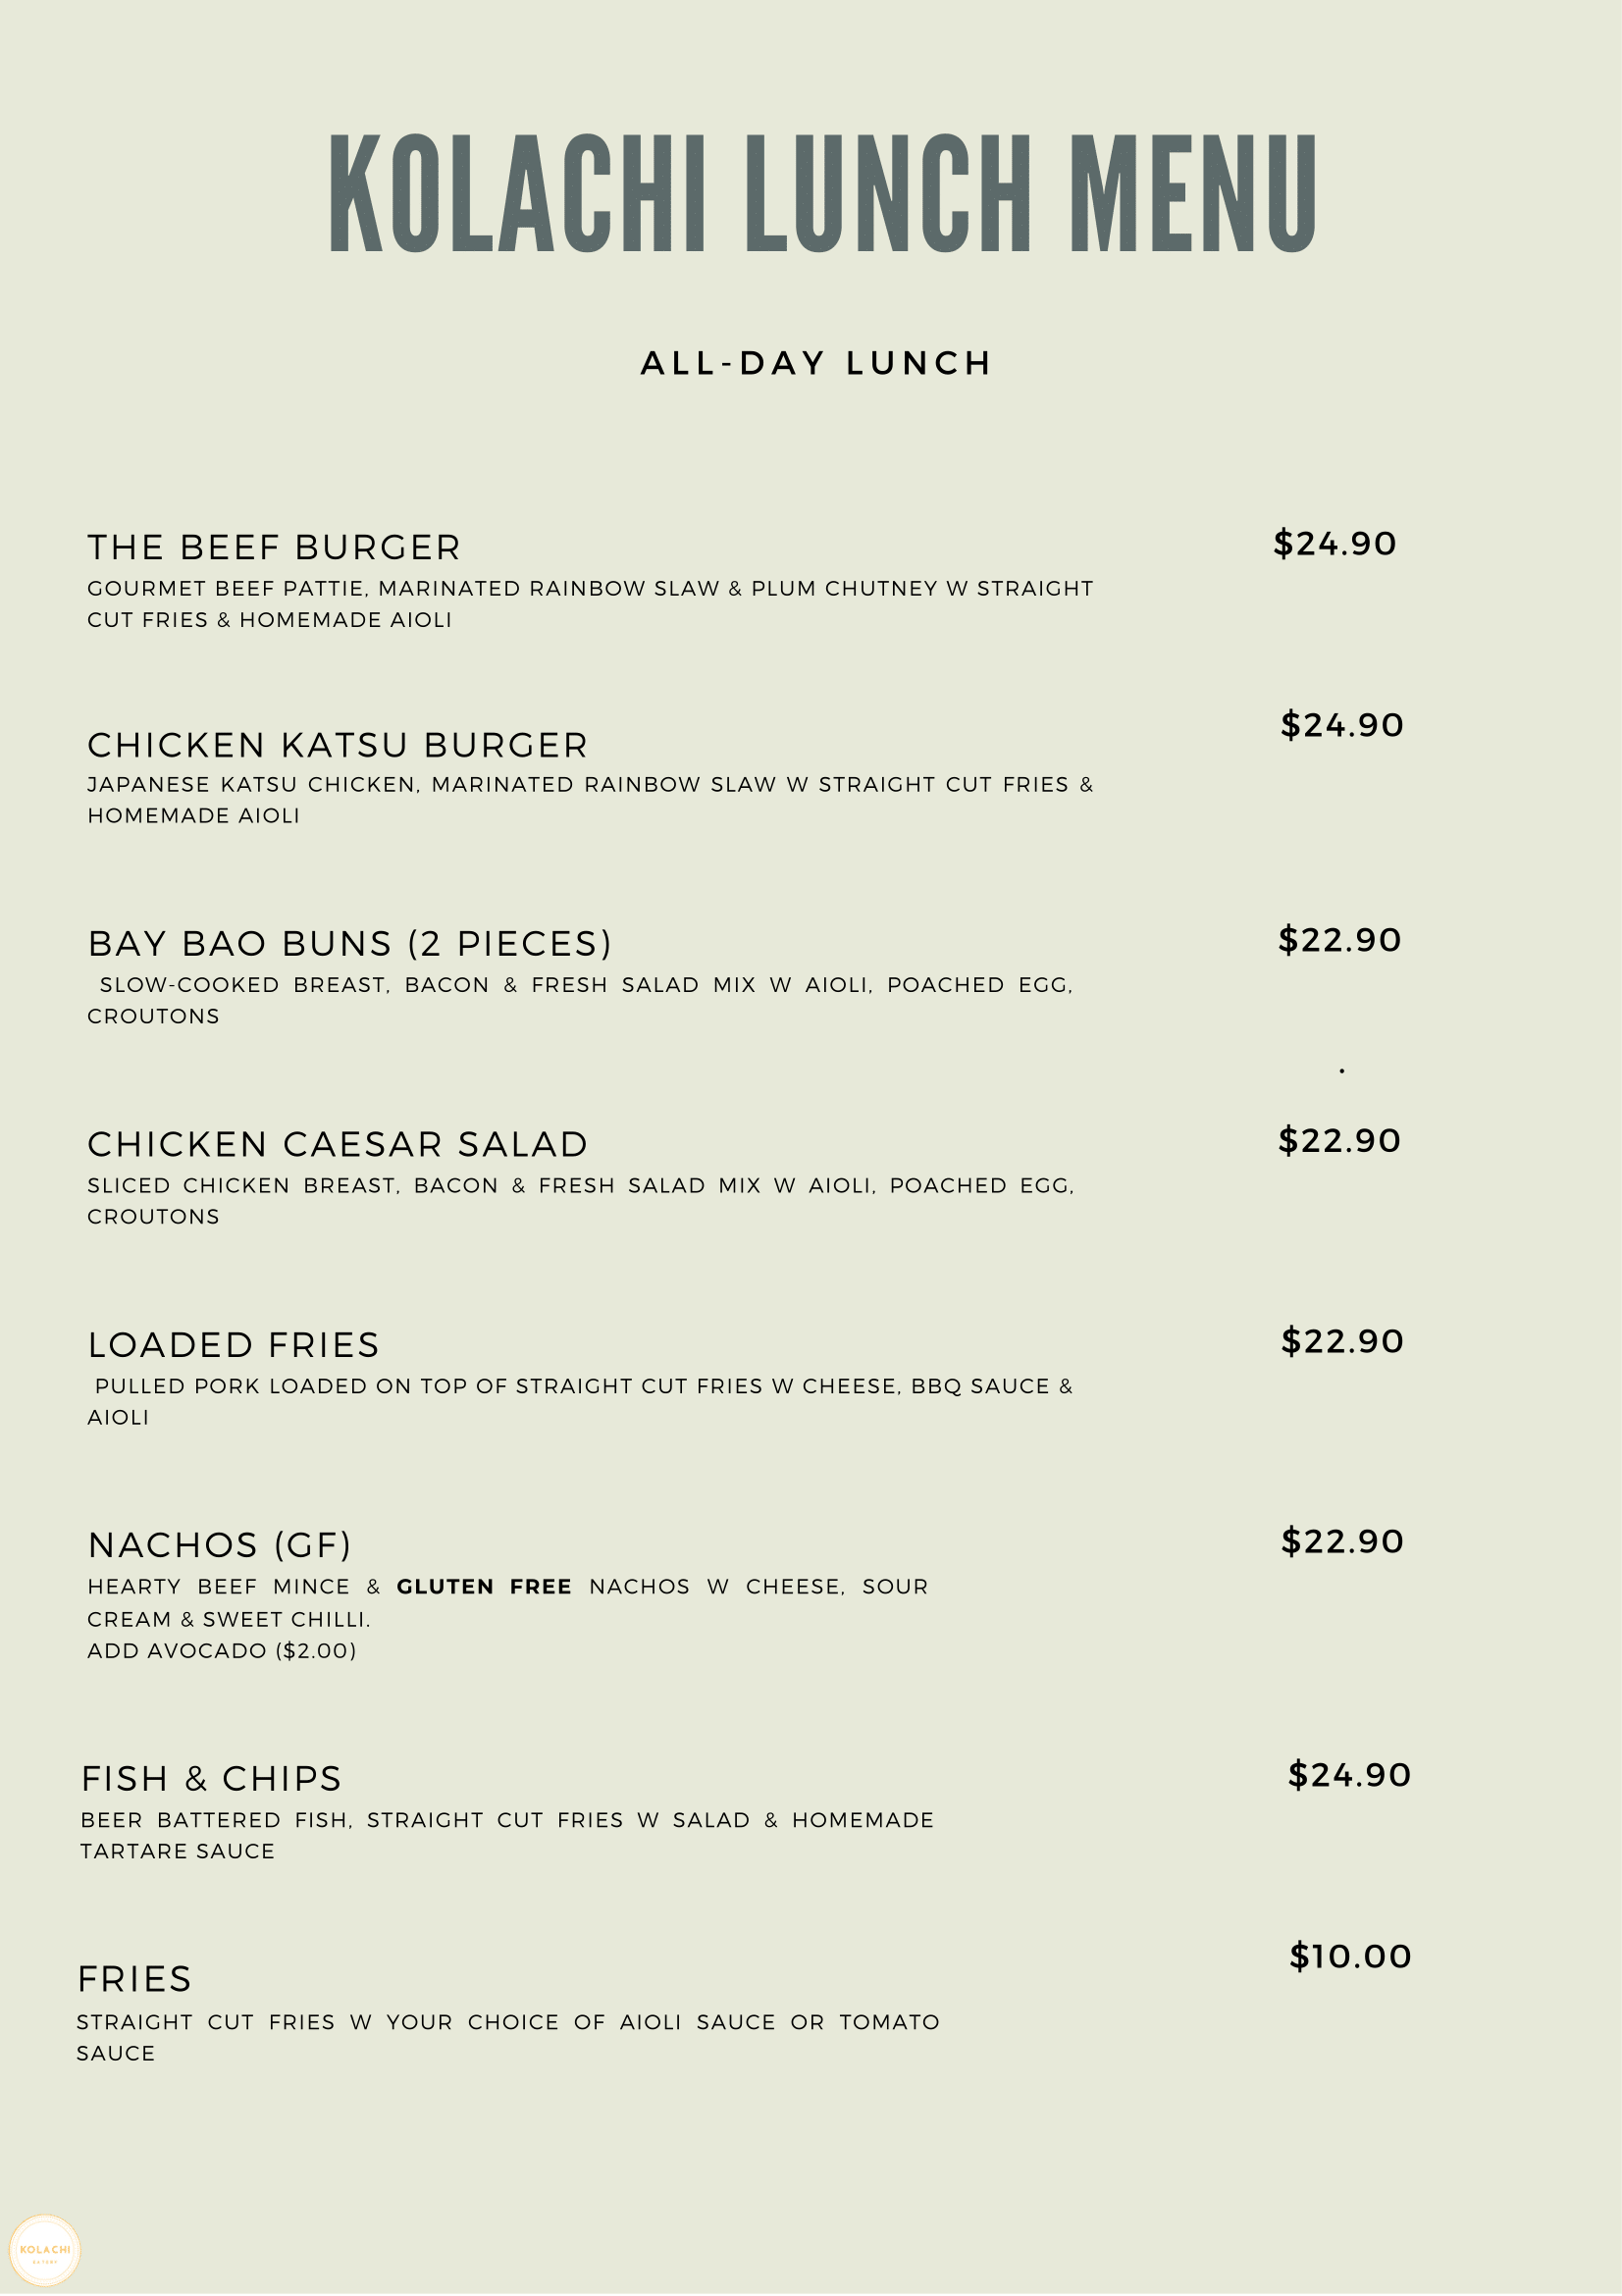 KOLACHI LUNCH MENU
ALL-DAY LUNCH
THE BEEF BURGER
$24.90
GOURMET BEEF PATTIE, MARINATED RAINBOW SLAW & PLUM CHUTNEY W STRAIGHT
CUT FRIES & HOMEMADE AIOLI
CHICKEN KATSU BURGER
$24.90
JAPANESE KATSU CHICKEN, MARINATED RAINBOW SLAW W STRAIGHT CUT FRIES &
HOMEMADE AIOLI
BAY BAO BUNS (2 PIECES)
$22.90
SLOW-COOKED BREAST, BACON & FRESH SALAD MIX W AIOLI, POACHED EGG,
CROUTONS
.
CHICKEN CAESAR SALAD
$22.90
SLICED CHICKEN BREAST, BACON & FRESH SALAD MIX W AIOLI, POACHED EGG,
CROUTONS
LOADED FRIES
$22.90
PULLED PORK LOADED ON TOP OF STRAIGHT CUT FRIES W CHEESE, BBQ SAUCE &
AIOLI
NACHOS (GF)
$22.90
HEARTY BEEF MINCE & GLUTEN FREE NACHOS W CHEESE, SOUR
CREAM & SWEET CHILLI.
ADD AVOCADO ($2.00)
FISH & CHIPS
$24.90
BEER BATTERED FISH, STRAIGHT CUT FRIES W SALAD & HOMEMADE
TARTARE SAUCE
FRIES
$10.00
STRAIGHT CUT FRIES W YOUR CHOICE OF AIOLI SAUCE OR TOMATO
SAUCE
KOLACHI
EATERY